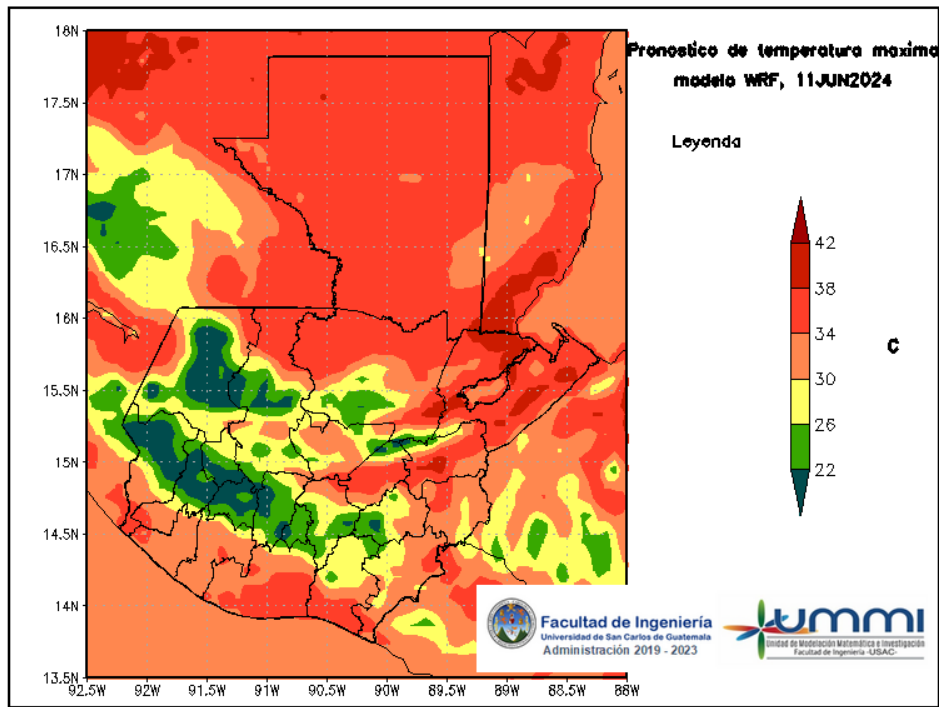 Pronostico de temperatura maxima
modelo WRF, 11JUN2024
Leyenda
42
38
34
30
26
22
C
18N
17.5N
17N
16.5N
16N
15.5N
15N
14.5N
14N
13.5N
92.5W 92W 91.5W 91W 90.5W 90W 89.5W 89W 88.5W 88W
Facultad de Ingeniería
Universidad de San Carlos de Guatemala
Administración 2019 - 2023
ummi
Unidad de Modelación Matemática e Investigación
Facultad de Ingeniería -USAC-